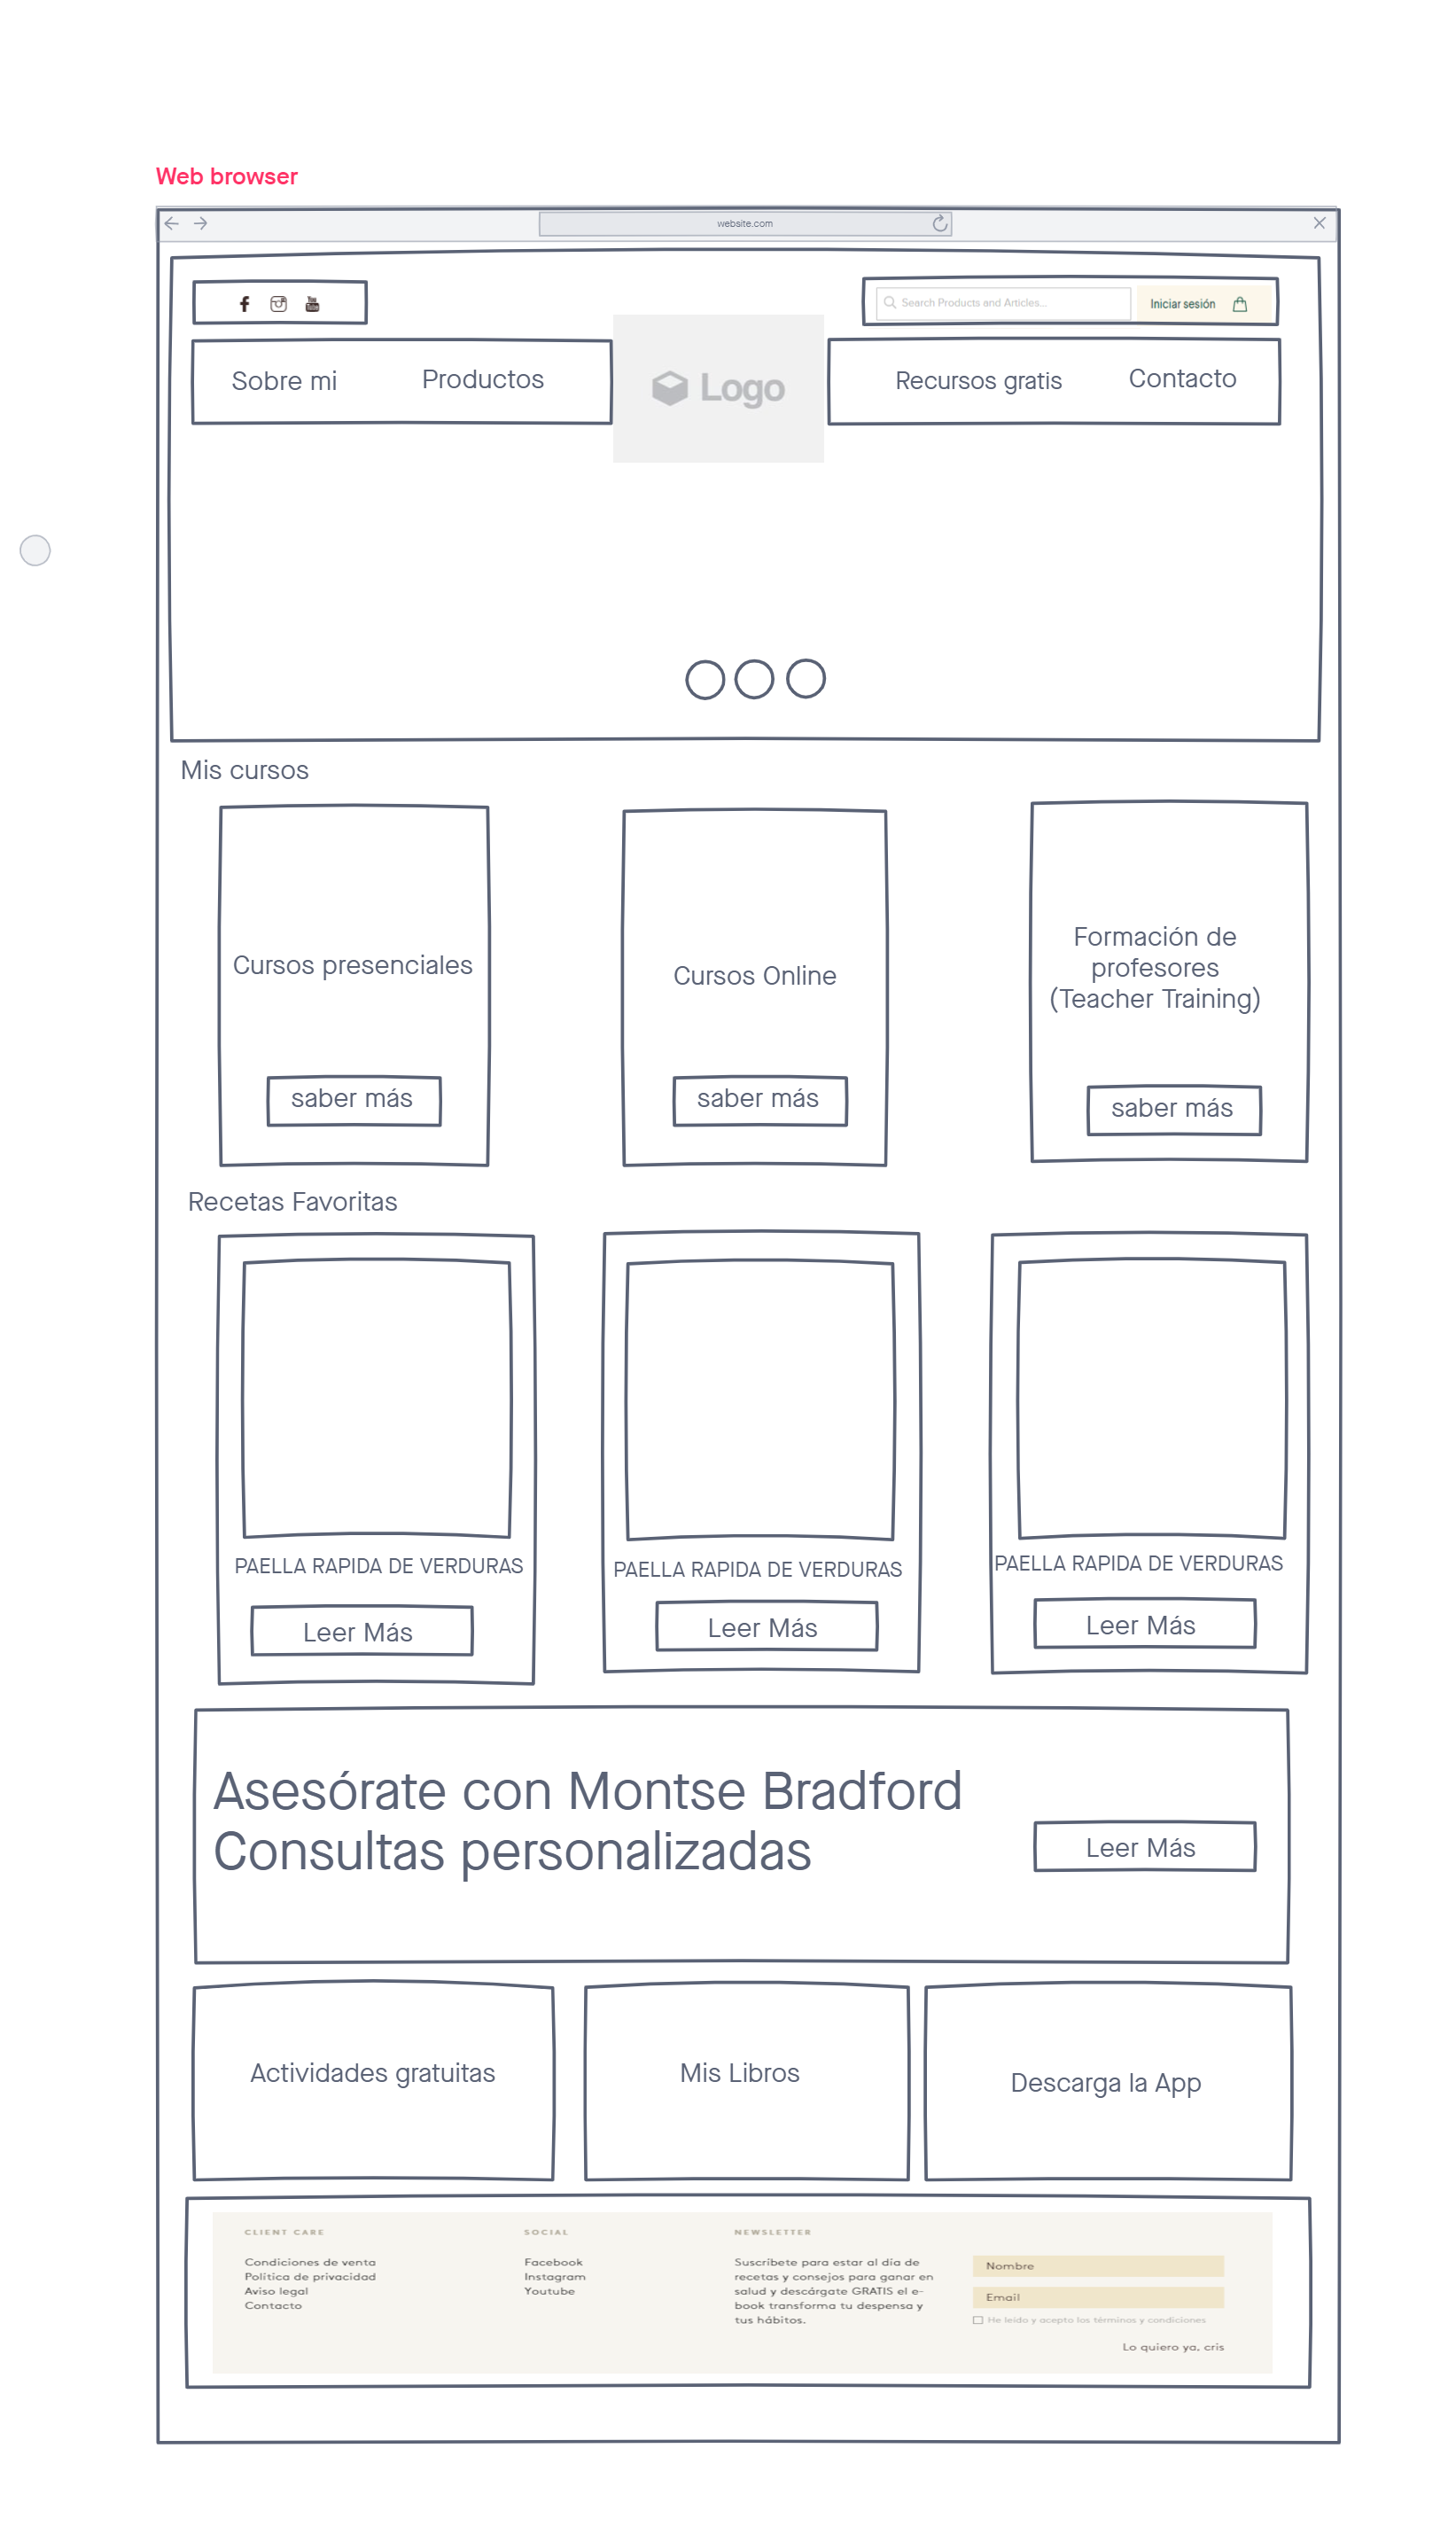 Web browser
website.com
You
Tube
Search Products and Articles...
Iniciar sesión
Sobre mi
Productos
Logo
Recursos gratis
Contacto
Mis cursos
Cursos presenciales
saber más
Cursos Online
saber más
Formación de
profesores
(Teacher Training)
saber más
Recetas Favoritas
PAELLA RAPIDA DE VERDURAS
Leer Más
PAELLA RAPIDA DE VERDURAS
Leer Más
PAELLA RAPIDA DE VERDURAS
Leer Más
Asesórate con Montse Bradford
Consultas personalizadas
Leer Más
Actividades gratuitas
Mis Libros
Descarga la App
CLIENT CARE
Condiciones de venta
Política de privacidad
Aviso legal
Contacto
SOCIAL
Facebook
Instagram
Youtube
NEWSLETTER
Suscríbete para estar al día de
recetas y consejos para ganar en
salud y descárgate GRATIS el e-
book transforma tu despensa y
tus hábitos.
Nombre
Email
He leido y acepto los términos y condiciones
Lo quiero ya, cris